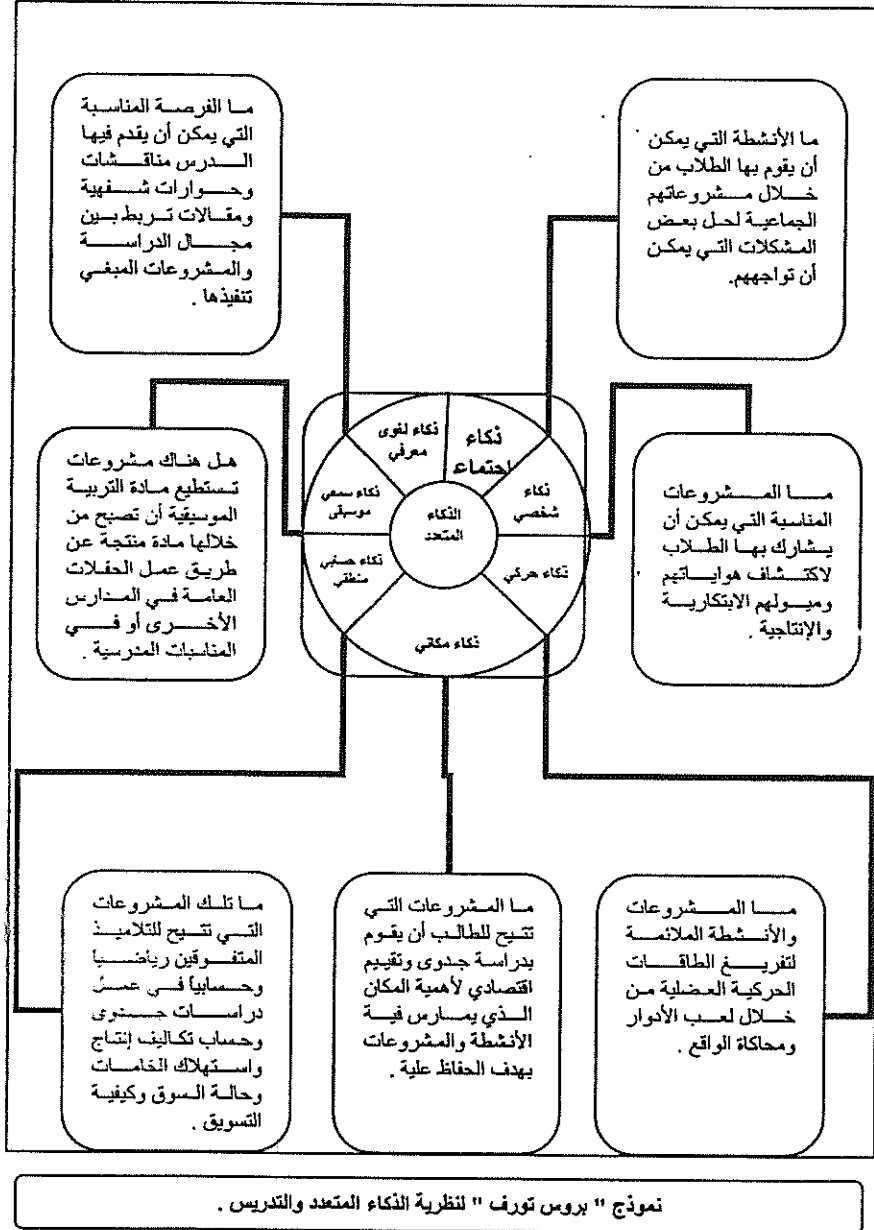 ما الأنشطة التي يمكن
أن يقوم بها الطلاب من
خلال مشروعاتهم
الجماعية لحل بعض
المشكلات التي يمكن
أن تواجههم.
ما الفرصة المناسبة
التي يمكن أن يقدم فيها
الدرس مناقشات
وحوارات شفهية
ومقالات تربط بين
مجال الدراسة
والمشروعات المبغي
تنفيذها .
ذكاء
اجتماع
ذكاء لغوى
معرفي
ذكاء
شخصي
ذكاء سمعي
موسيقى
الذكاء
المتعدد
ذكاء حركي
ذكاء حسابي
منطقي
ذكاء مكاني
ما المشروعات
المناسبة التي يمكن أن
يشارك بها الطلاب
لاكتشاف هواياتهم
وميولهم الابتكارية
والإنتاجية .
هل هناك مشروعات
تستطيع مادة التربية
الموسيقية أن تصبح من
خلالها مادة منتجة عن
طريق عمل الحفلات
العامة في المدارس
الأخرى أو في
المناسبات المدرسية .
ما المشروعات
والأنشطة الملائمة
لتفريغ الطاقات
الحركية العضلية من
خلال لعب الأدوار
ومحاكاة الواقع .
ما المشروعات التي
تتيح للطالب أن يقوم
بدراسة جدوى وتقييم
اقتصادي لأهمية المكان
الذي يمارس فية
الأنشطة والمشروعات
بهدف الحفاظ علية .
ما تلك المشروعات
التي تتيح للتلاميذ
المتفوقين رياضيا
وحسابيا في عمل
دراسات جدوى
وحساب تكاليف إنتاج
واستهلاك الخامات
وحالة السوق وكيفية
التسويق .
نموذج " بروس تورف " لنظرية الذكاء المتعدد والتدريس .